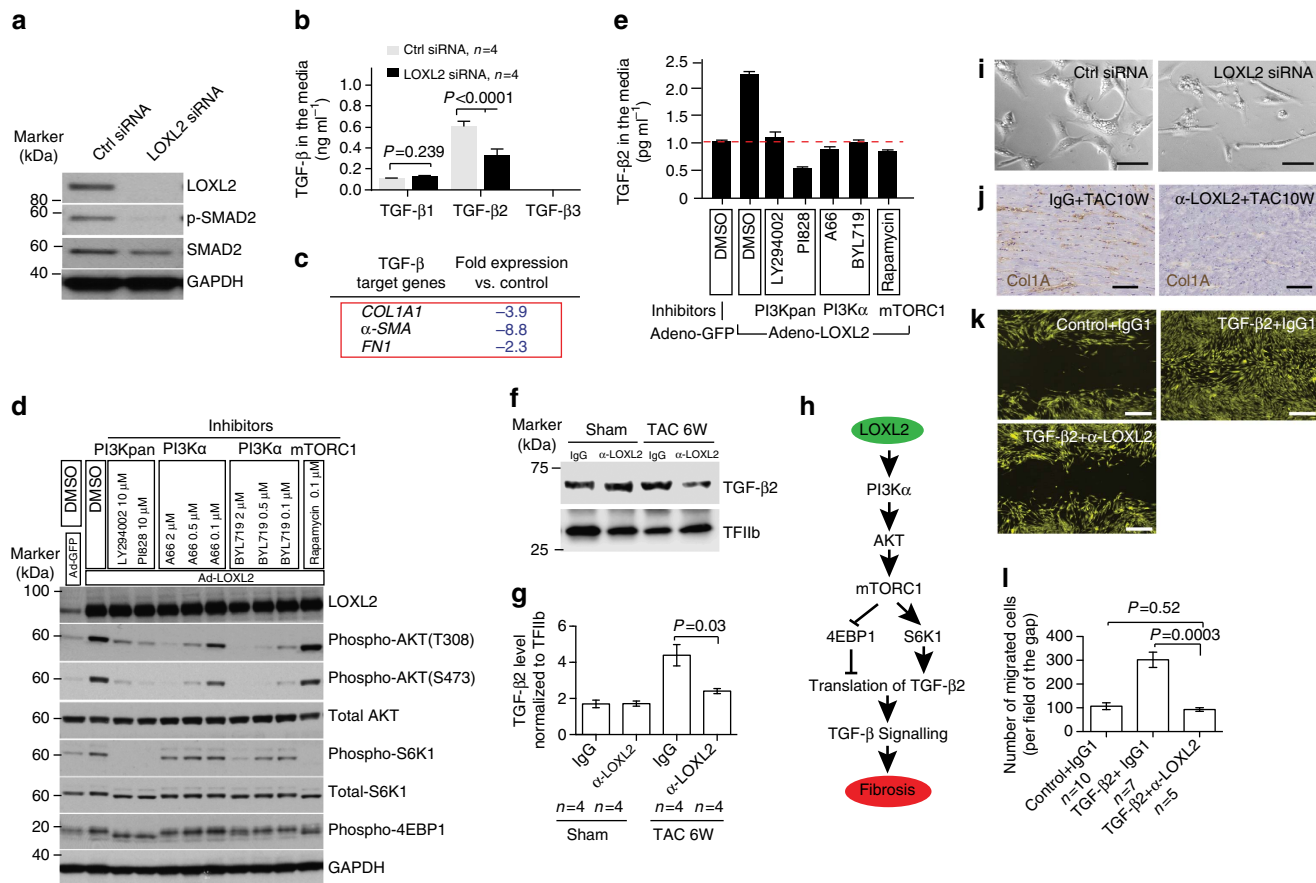 a
Ctrl siRNA
LOXL2 siRNA
Marker
(kDa)
80
60
60
40
LOXL2
p-SMAD2
SMAD2
GAPDH
b
Ctrl siRNA, n=4
LOXL2 siRNA, n=4
TGF-β in the media
(ng ml−1)
1.0
0.8
0.6
0.4
0.2
0.0
P=0.239
P<0.0001
TGF-β1
TGF-β2
TGF-β3
c
TGF-β
target genes
Fold expression
vs. control
COL1A1
−3.9
α-SMA
−8.8
FN1
−2.3
d
Inhibitors
PI3Kpan
PI3Kα
PI3Kα
mTORC1
DMSO
DMSO
LY294002 10 μM
PI828 10 μM
A66 2 μM
A66 0.5 μM
A66 0.1 μM
BYL719 2 μM
BYL719 0.5 μM
BYL719 0.1 μM
Rapamycin 0.1 μM
Ad-GFP
Ad-LOXL2
Marker
(kDa)
100
60
60
60
60
60
20
40
LOXL2
Phospho-AKT(T308)
Phospho-AKT(S473)
Total AKT
Phospho-S6K1
Total-S6K1
Phospho-4EBP1
GAPDH
e
TGF-β2 in the media
(pg ml−1)
2.5
2.0
1.5
1.0
0.5
0
DMSO
DMSO
LY294002
PI828
A66
BYL719
Rapamycin
Inhibitors
PI3Kpan
PI3Kα
mTORC1
Adeno-GFP
Adeno-LOXL2
f
Marker
(kDa)
Sham
TAC 6W
IgG
α-LOXL2
IgG
α-LOXL2
75
25
TGF-β2
TFIIb
g
TGF-β2 level
normalized to TFIIb
6
4
2
0
P=0.03
IgG
α-LOXL2
IgG
α-LOXL2
n=4 n=4
n=4 n=4
Sham
TAC 6W
h
LOXL2
PI3Kα
AKT
mTORC1
4EBP1
S6K1
Translation of TGF-β2
TGF-β Signalling
Fibrosis
i
Ctrl siRNA
LOXL2 siRNA
j
IgG+TAC10W
α-LOXL2+TAC10W
Col1A
Col1A
k
Control+IgG1
TGF-β2+IgG1
TGF-β2+α-LOXL2
l
Number of migrated cells
(per field of the gap)
400
300
200
100
0
P=0.52
P=0.0003
Control+IgG1
n=10
TGF-β2+ IgG1
n=7
TGF-β2+α-LOXL2
n=5